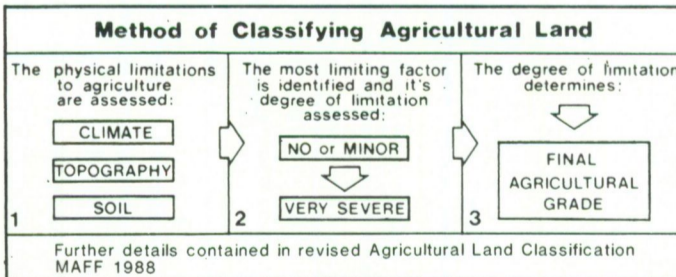 Method of Classifying Agricultural Land
The physical limitations
to agriculture
are assessed:
CLIMATE
TOPOGRAPHY
SOIL
1
The most limiting factor
is identified and it's
degree of limitation
assessed:
NO or MINOR
VERY SEVERE
2
The degree of limitation
determines:
FINAL
AGRICULTURAL
GRADE
3
Further details contained in revised Agricultural Land Classification
MAFF 1988